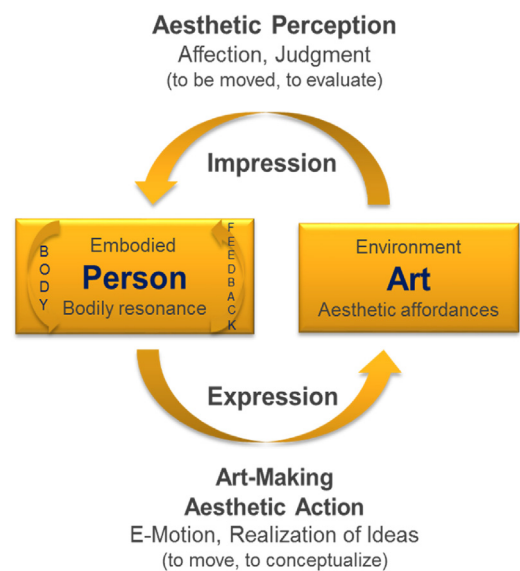 Aesthetic Perception
Affection, Judgment
(to be moved, to evaluate)
Impression
BODY
Embodied
Person
Bodily resonance
FEEDBACK
Environment
Art
Aesthetic affordances
Expression
Art-Making
Aesthetic Action
E-Motion, Realization of Ideas
(to move, to conceptualize)